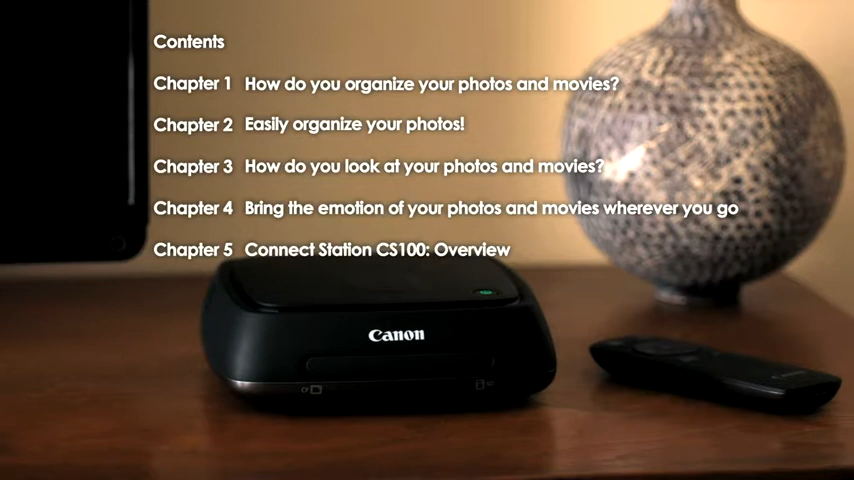 Contents
Chapter 1 How do you organize your photos and movies?
Chapter 2 Easily organize your photos!
Chapter 3 How do you look at your photos and movies?
Chapter 4 Bring the emotion of your photos and movies wherever you go
Chapter 5 Connect Station CS100: Overview
Canon
CF